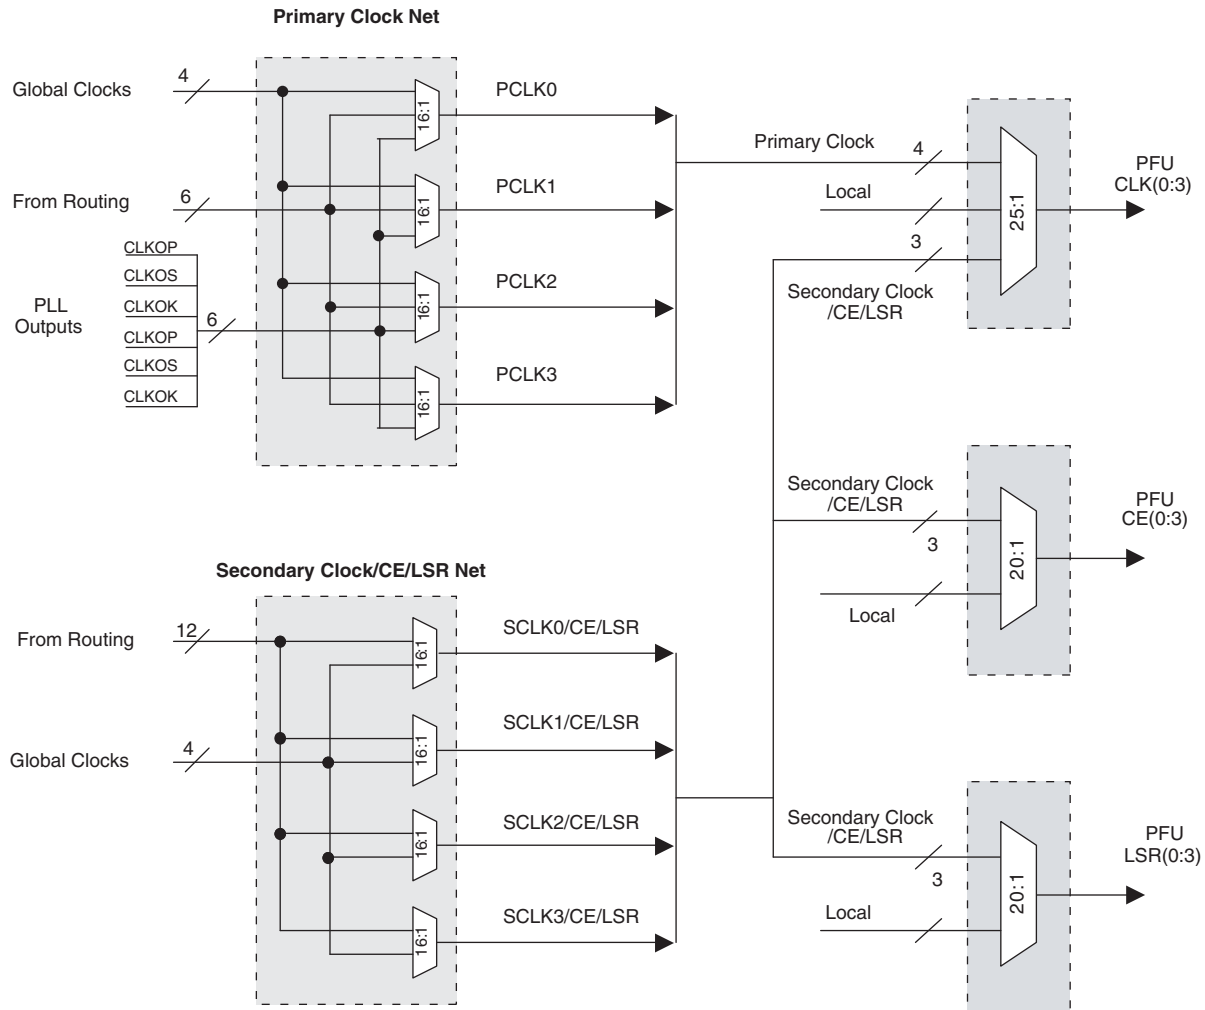 Primary Clock Net
Global Clocks
4
16:1
PCLK0
From Routing
6
16:1
PCLK1
CLKOP
CLKOS
CLKOK
CLKOP
CLKOS
CLKOK
PLL
Outputs
6
16:1
PCLK2
16:1
PCLK3
Primary Clock
4
Local
3
Secondary Clock
/CE/LSR
25:1
PFU
CLK(0:3)
Secondary Clock
/CE/LSR
3
Local
20:1
PFU
CE(0:3)
Secondary Clock/CE/LSR Net
From Routing
12
16:1
SCLK0/CE/LSR
Global Clocks
4
16:1
SCLK1/CE/LSR
16:1
SCLK2/CE/LSR
16:1
SCLK3/CE/LSR
Secondary Clock
/CE/LSR
3
Local
20:1
PFU
LSR(0:3)